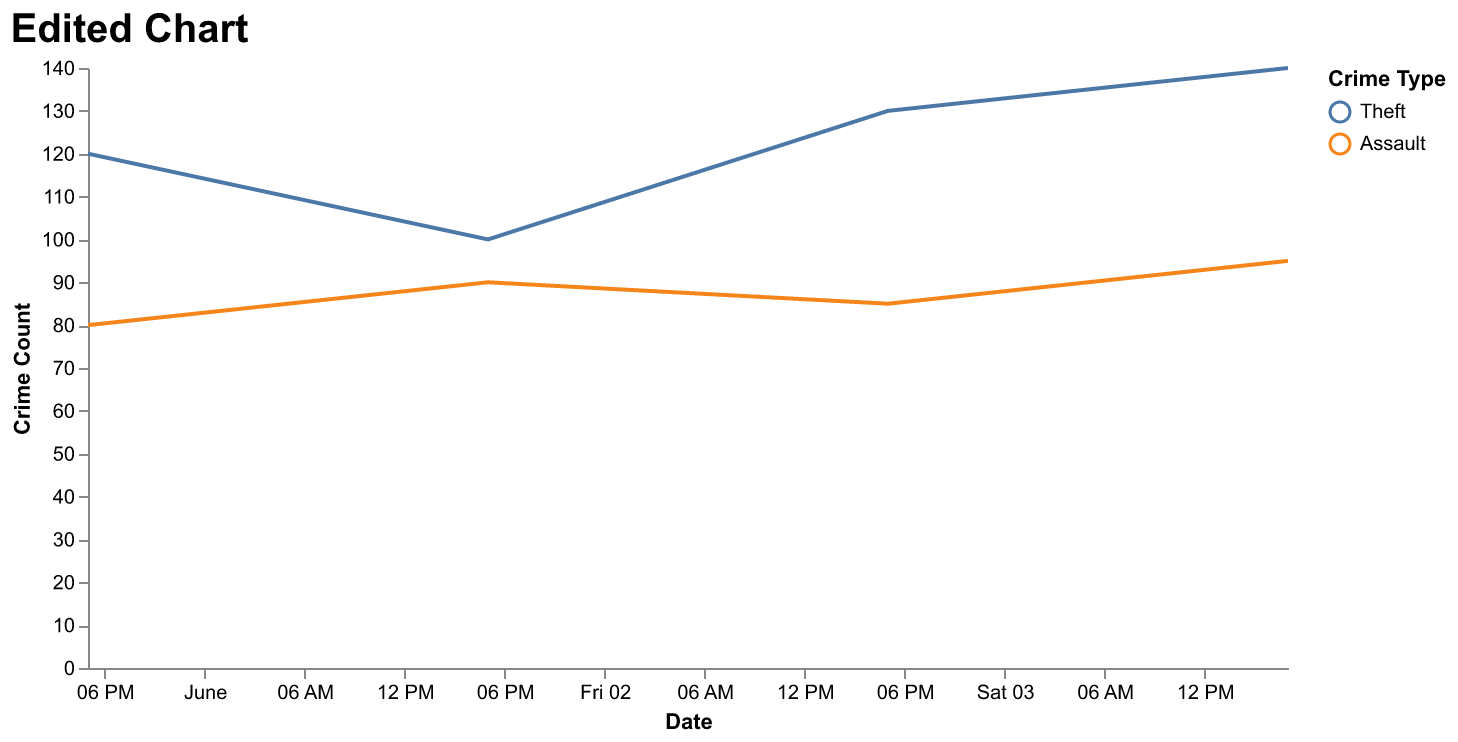 Edited Chart
140
130
120
110
100
90
80
70
60
50
40
30
20
10
0
Crime Count
06 PM June 06 AM 12 PM 06 PM Fri 02 06 AM 12 PM 06 PM Sat 03 06 AM 12 PM
Date
Crime Type
Theft
Assault